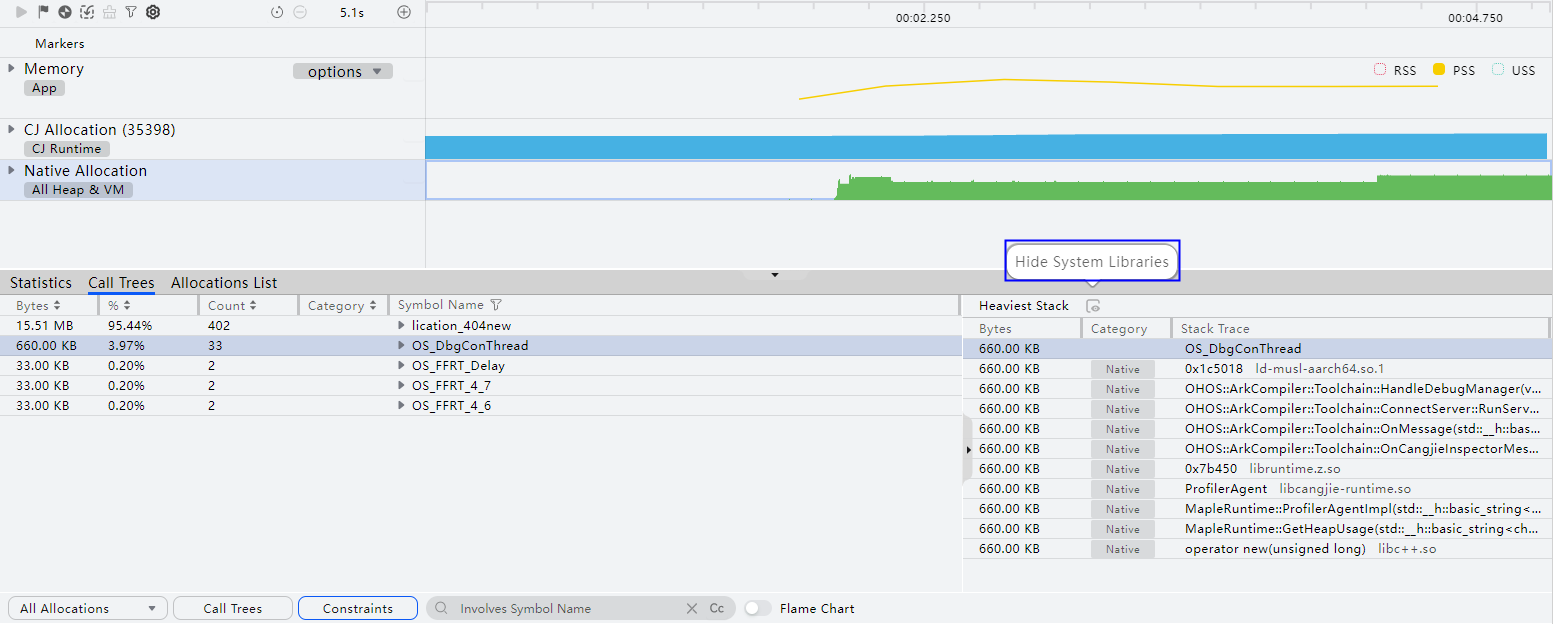 5.1s 00:02.250 00:04.750
Markers
Memory options RSS PSS USS
App
CJ Allocation (35398)
CJ Runtime
Native Allocation
All Heap & VM
Hide System Libraries
Statistics Call Trees Allocations List
Bytes % Count Category Symbol Name
15.51 MB 95.44% 402 lication_404new
660.00 KB 3.97% 33 OS_DbgConThread
33.00 KB 0.20% 2 OS_FFRT_Delay
33.00 KB 0.20% 2 OS_FFRT_4_7
33.00 KB 0.20% 2 OS_FFRT_4_6
Heaviest Stack
Bytes Category Stack Trace
660.00 KB OS_DbgConThread
660.00 KB Native 0x1c5018 ld-musl-aarch64.so.1
660.00 KB Native OHOS::ArkCompiler::Toolchain::HandleDebugManager(v...
660.00 KB Native OHOS::ArkCompiler::Toolchain::ConnectServer::RunServ...
660.00 KB Native OHOS::ArkCompiler::Toolchain::OnMessage(std::__h::bas...
660.00 KB Native OHOS::ArkCompiler::Toolchain::OnCangjieInspectorMes...
660.00 KB Native 0x7b450 libruntime.z.so
660.00 KB Native ProfilerAgent libcangjie-runtime.so
660.00 KB Native MapleRuntime::ProfilerAgentImpl(std::__h::basic_string<...
660.00 KB Native MapleRuntime::GetHeapUsage(std::__h::basic_string<ch...
660.00 KB Native operator new(unsigned long) libc++.so
All Allocations Call Trees Constraints Involves Symbol Name Cc Flame Chart